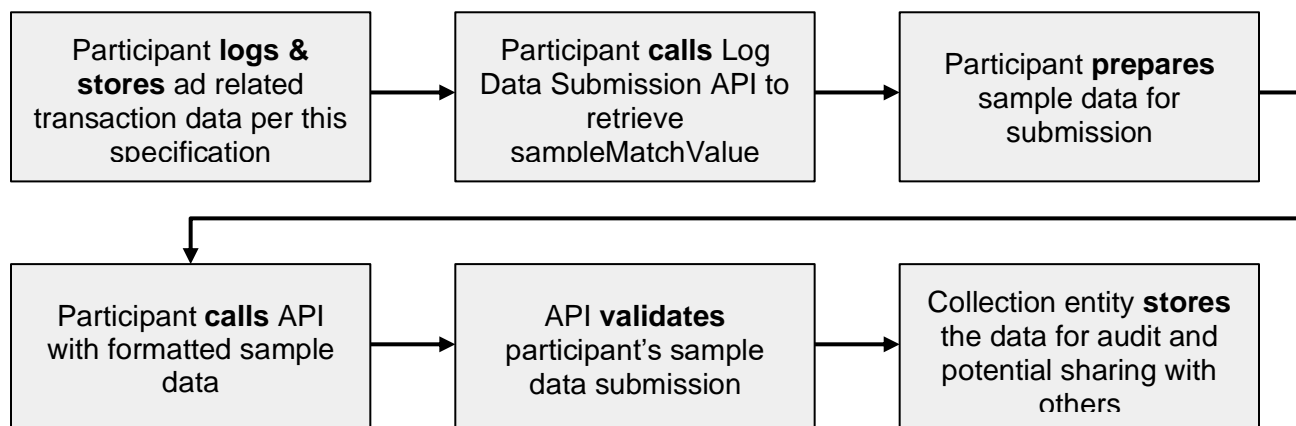 Participant logs &
stores ad related
transaction data per this
specification
Participant calls Log
Data Submission API to
retrieve
sampleMatchValue
Participant prepares
sample data for
submission
Participant calls API
with formatted sample
data
API validates
participant’s sample
data submission
Collection entity stores
the data for audit and
potential sharing with
others